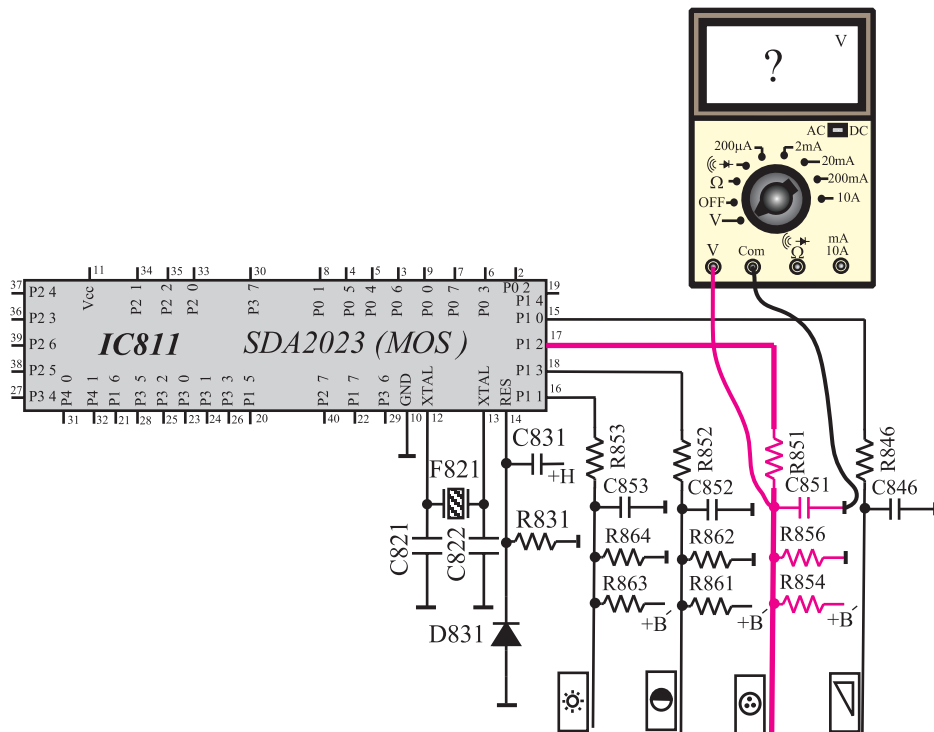 V
?
AC DC
200µA 2mA
20mA
Ω 200mA
OFF 10A
V
V Com Ω mA
10A
11 34 35 33 30 8 4 5 3 9 7 6 2
37 P2 4 Vcc P2 1 P2 2 P2 0 P3 7 P0 1 P0 5 P0 4 P0 6 P0 0 P0 7 P0 3 P0 2
P1 4 19
36 P2 3 P1 0 15
39 P2 6 IC811 SDA2023 (MOS ) P1 2 17
38 P2 5 P1 3 18
27 P3 4 P4 0 P4 1 P1 6 P3 5 P3 2 P3 0 P3 1 P3 3 P1 5 P2 7 P1 7 P3 6 GND XTAL XTAL RES P1 1 16
31 32 21 28 25 23 24 26 20 40 22 29 10 12 13 14
C831
+H
R853 R852 R851 R846
F821
C853 C852 C851 C846
C821 C822 R831
R864 R862 R856
R863 R861 R854
+B´ +B´ +B´
D831